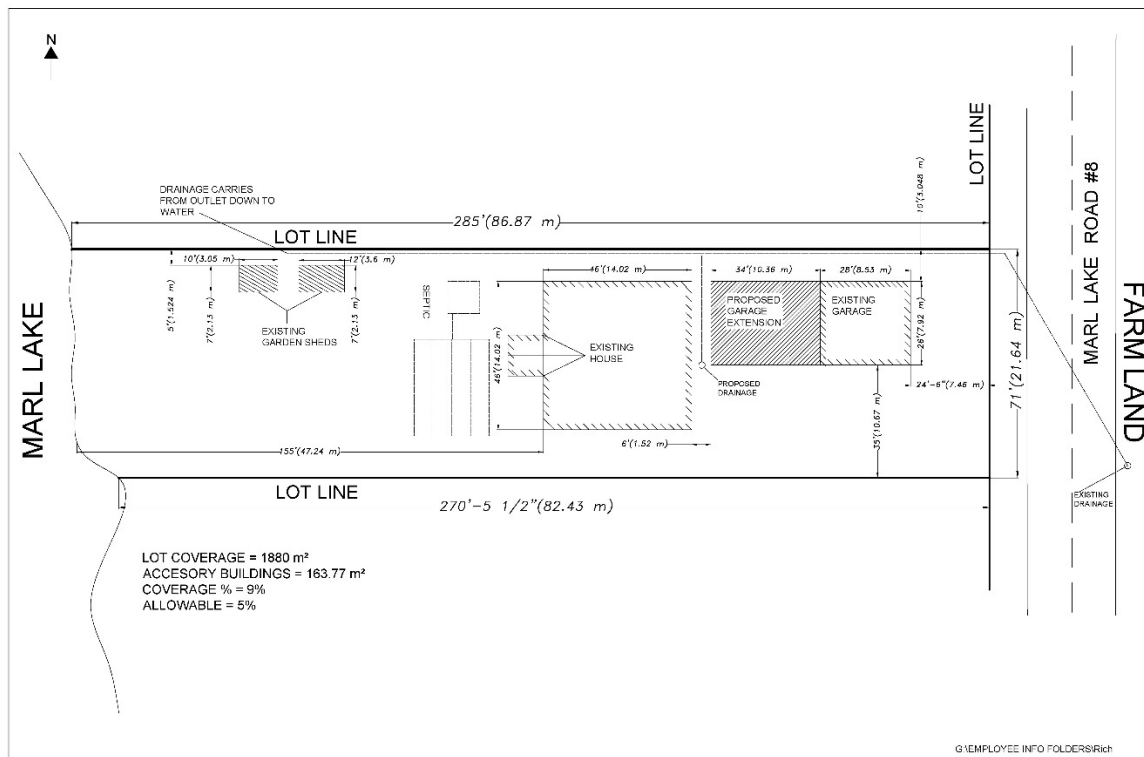 N
LOT LINE
10'(3.048 m)
MARL LAKE ROAD #8
DRAINAGE CARRIES
FROM OUTLET DOWN TO
WATER
285'(86.87 m)
LOT LINE
10'(3.05 m)
12'(3.6 m)
46'(14.02 m)
34'(10.36 m)
28'(8.53 m)
5'(1.524 m)
7'(2.13 m)
7'(2.13 m)
EXISTING
GARDEN SHEDS
SEPTIC
46'(14.02 m)
EXISTING
HOUSE
PROPOSED
GARAGE
EXTENSION
EXISTING
GARAGE
26'(7.92 m)
71'(21.64 m)
FARM LAND
MARL LAKE
PROPOSED
DRAINAGE
24'-6"(7.46 m)
35'(10.67 m)
6'(1.52 m)
155'(47.24 m)
LOT LINE
270'-5 1/2"(82.43 m)
EXISTING
DRAINAGE
LOT COVERAGE = 1880 m²
ACCESORY BUILDINGS = 163.77 m²
COVERAGE % = 9%
ALLOWABLE = 5%
G:\EMPLOYEE INFO FOLDERS\Rich